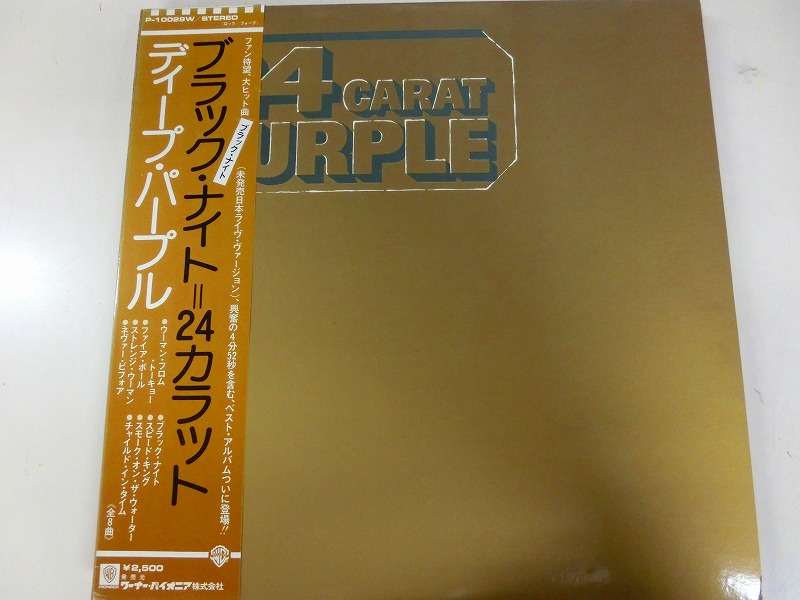 P-10029W/STEREO
(ロック/フォーク)
ファン待望、大ヒット曲
ブラック・ナイト
(未発売日本ライヴ・ヴァージョン)、興奮の4分52秒を含む、ベスト・アルバムついに登場!!
ブラック・ナイト=24カラット
ディープ・パープル
●ウーマン・フロム
・トーキョー
●ファイア・ボール
●ストレンジ・ウーマン
●ネヴァー・ビフォア
●ブラック・ナイト
●スピード・キング
●スモーク・オン・ザ・ウォーター
●チャイルド・イン・タイム
《全8曲》
¥2,500
発売元
ワーナー・パイオニア株式会社
4 CARAT
URPLE